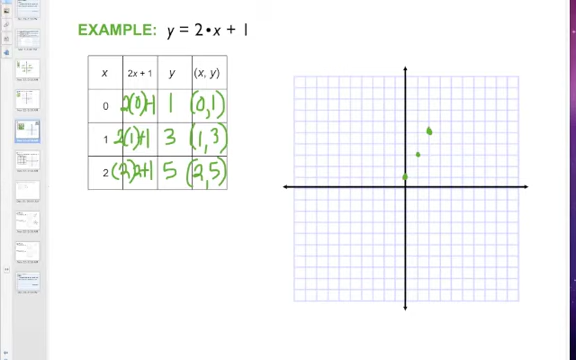 EXAMPLE: y = 2•x + 1
x 2x + 1 y (x, y)
0 2(0)+1 1 (0,1)
1 2(1)+1 3 (1,3)
2 (2)2+1 5 (2,5)